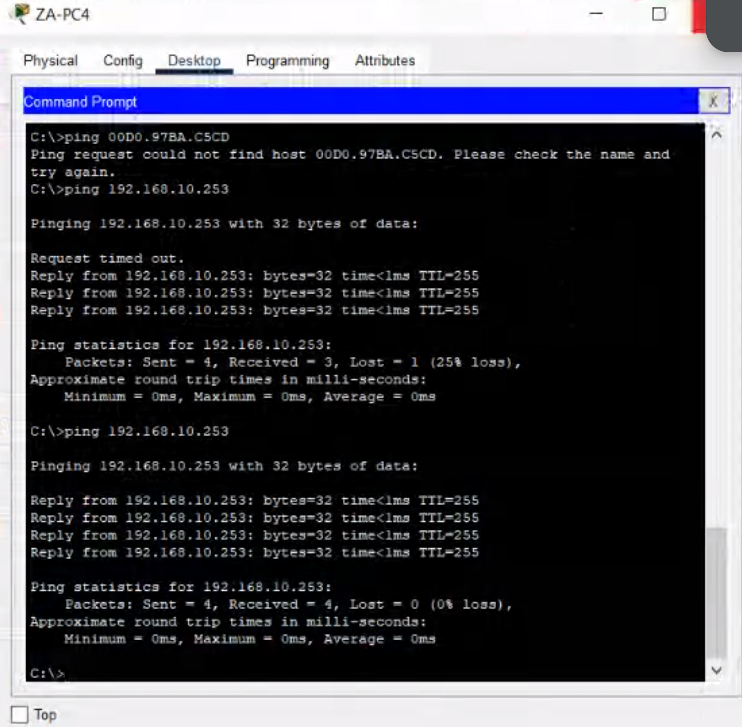 ZA-PC4
Physical Config Desktop Programming Attributes
Command Prompt X
C:\>ping 00D0.97BA.C5CD
Ping request could not find host 00D0.97BA.C5CD. Please check the name and
try again.
C:\>ping 192.168.10.253
Pinging 192.168.10.253 with 32 bytes of data:
Request timed out.
Reply from 192.168.10.253: bytes=32 time<1ms TTL=255
Reply from 192.168.10.253: bytes=32 time<1ms TTL=255
Reply from 192.168.10.253: bytes=32 time<1ms TTL=255
Ping statistics for 192.168.10.253:
Packets: Sent = 4, Received = 3, Lost = 1 (25% loss),
Approximate round trip times in milli-seconds:
Minimum = 0ms, Maximum = 0ms, Average = 0ms
C:\>ping 192.168.10.253
Pinging 192.168.10.253 with 32 bytes of data:
Reply from 192.168.10.253: bytes=32 time<1ms TTL=255
Reply from 192.168.10.253: bytes=32 time<1ms TTL=255
Reply from 192.168.10.253: bytes=32 time<1ms TTL=255
Reply from 192.168.10.253: bytes=32 time<1ms TTL=255
Ping statistics for 192.168.10.253:
Packets: Sent = 4, Received = 4, Lost = 0 (0% loss),
Approximate round trip times in milli-seconds:
Minimum = 0ms, Maximum = 0ms, Average = 0ms
C:\>
Top